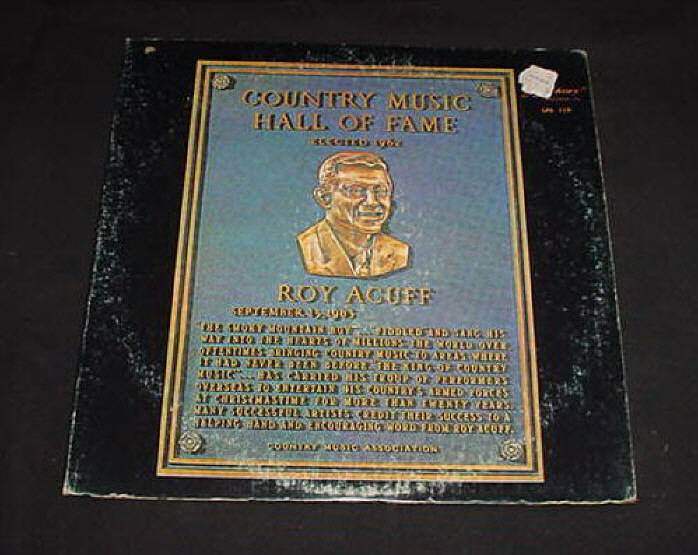 COUNTRY MUSIC
HALL OF FAME
ELECTED 1962
ROY ACUFF
SEPTEMBER 15, 1903
"THE SMOKY MOUNTAIN BOY"... FIDDLED AND SANG HIS
WAY INTO THE HEARTS OF MILLIONS THE WORLD OVER
OFTENTIMES BRINGING COUNTRY MUSIC TO AREAS WHERE
IT HAD NEVER BEEN BEFORE "THE KING OF COUNTRY
MUSIC"... HAS CARRIED HIS TROUP OF PERFORMERS
OVERSEAS TO ENTERTAIN HIS COUNTRY'S ARMED FORCES
AT CHRISTMASTIME FOR MORE THAN TWENTY YEARS.
MANY SUCCESSFUL ARTISTS CREDIT THEIR SUCCESS TO A
HELPING HAND AND ENCOURAGING WORD FROM ROY ACUFF.
COUNTRY MUSIC ASSOCIATION